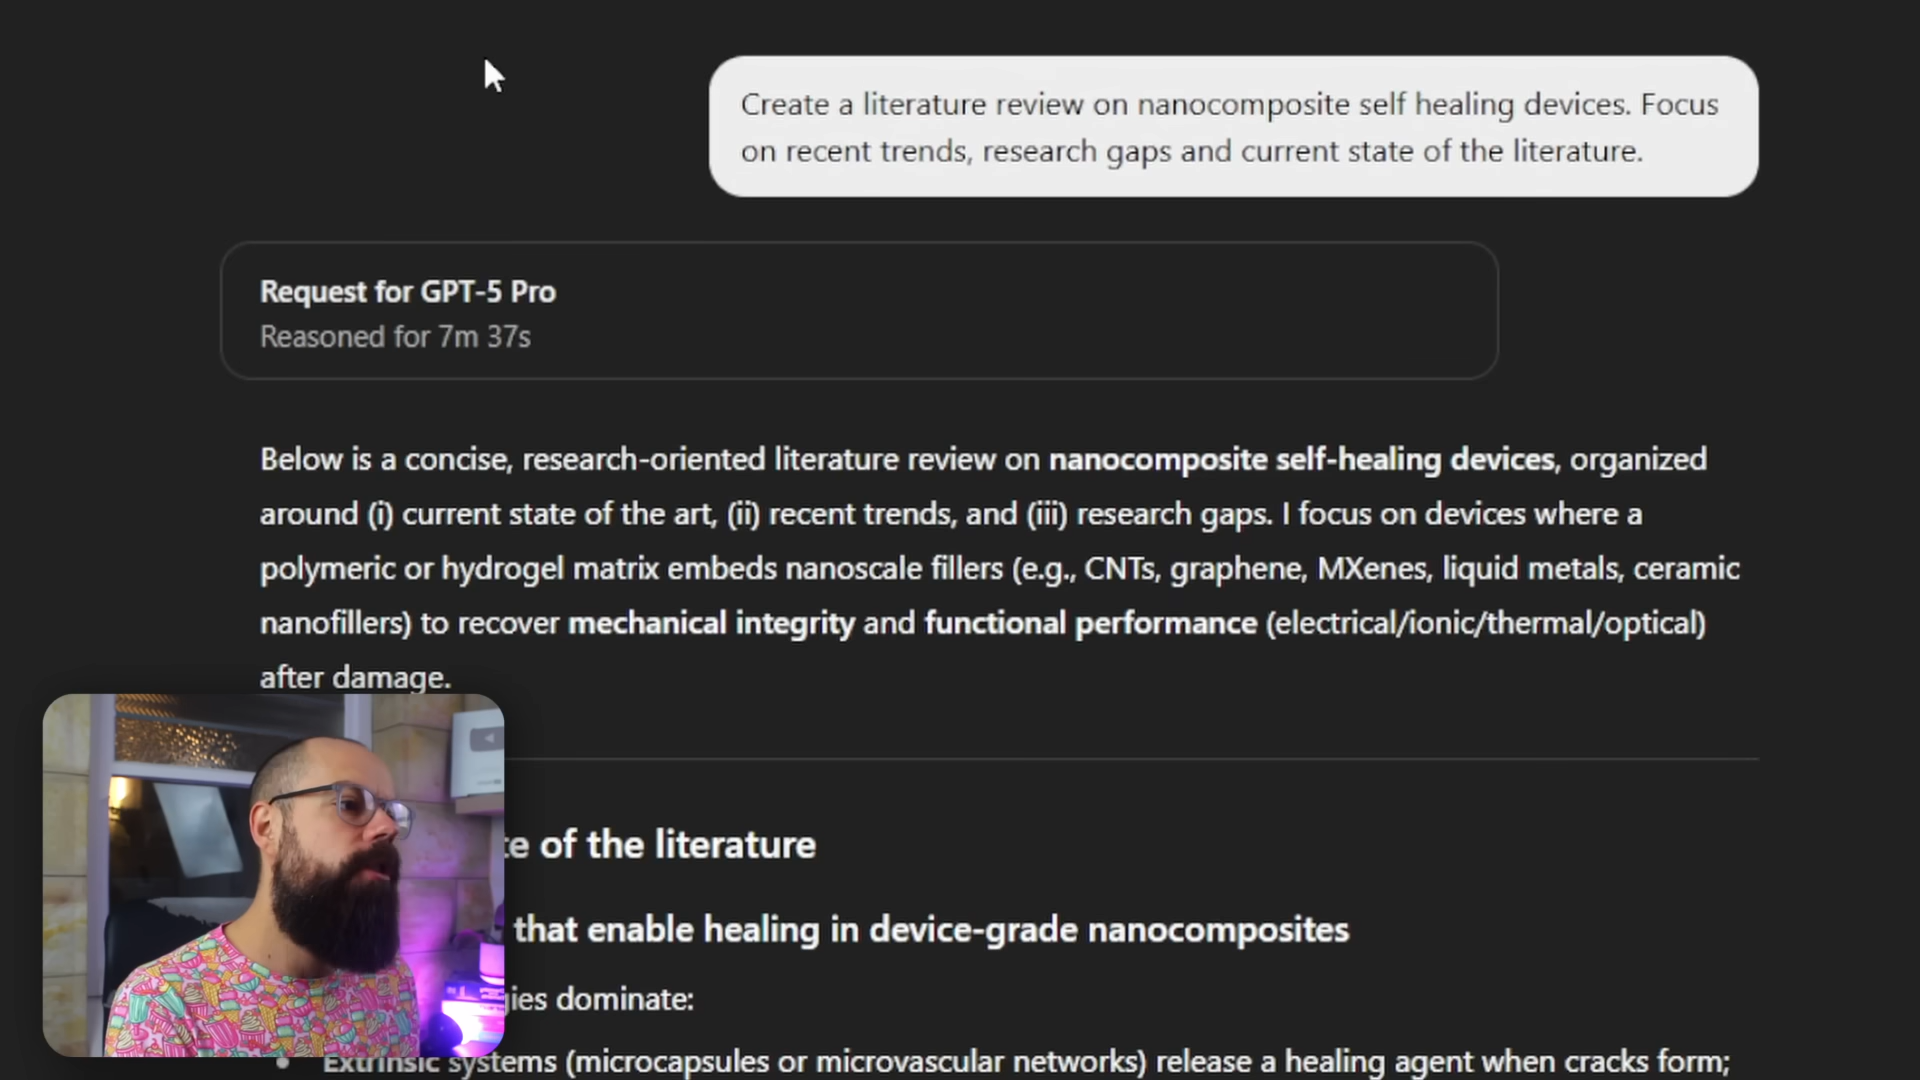 Create a literature review on nanocomposite self healing devices. Focus
on recent trends, research gaps and current state of the literature.
Request for GPT-5 Pro
Reasoned for 7m 37s
Below is a concise, research-oriented literature review on nanocomposite self-healing devices, organized
around (i) current state of the art, (ii) recent trends, and (iii) research gaps. I focus on devices where a
polymeric or hydrogel matrix embeds nanoscale fillers (e.g., CNTs, graphene, MXenes, liquid metals, ceramic
nanofillers) to recover mechanical integrity and functional performance (electrical/ionic/thermal/optical)
after damage.
of the literature
that enable healing in device-grade nanocomposites
dominate:
Extrinsic systems (microcapsules or microvascular networks) release a healing agent when cracks form;